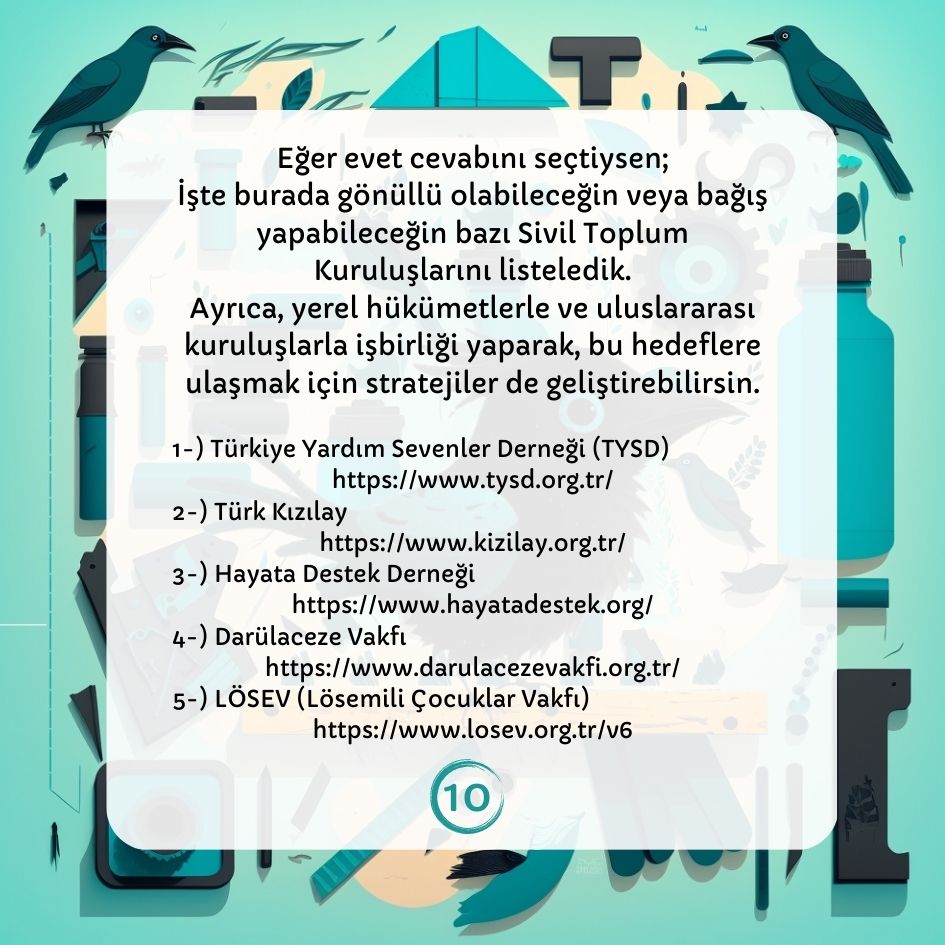 Eğer evet cevabını seçtiysen;
İşte burada gönüllü olabileceğin veya bağış
yapabileceğin bazı Sivil Toplum
Kuruluşlarını listeledik.
Ayrıca, yerel hükümetlerle ve uluslararası
kuruluşlarla işbirliği yaparak, bu hedeflere
ulaşmak için stratejiler de geliştirebilirsin.
1-) Türkiye Yardım Sevenler Derneği (TYSD)
https://www.tysd.org.tr/
2-) Türk Kızılay
https://www.kizilay.org.tr/
3-) Hayata Destek Derneği
https://www.hayatadestek.org/
4-) Darülaceze Vakfı
https://www.darulacezevakfi.org.tr/
5-) LÖSEV (Lösemili Çocuklar Vakfı)
https://www.losev.org.tr/v6
10